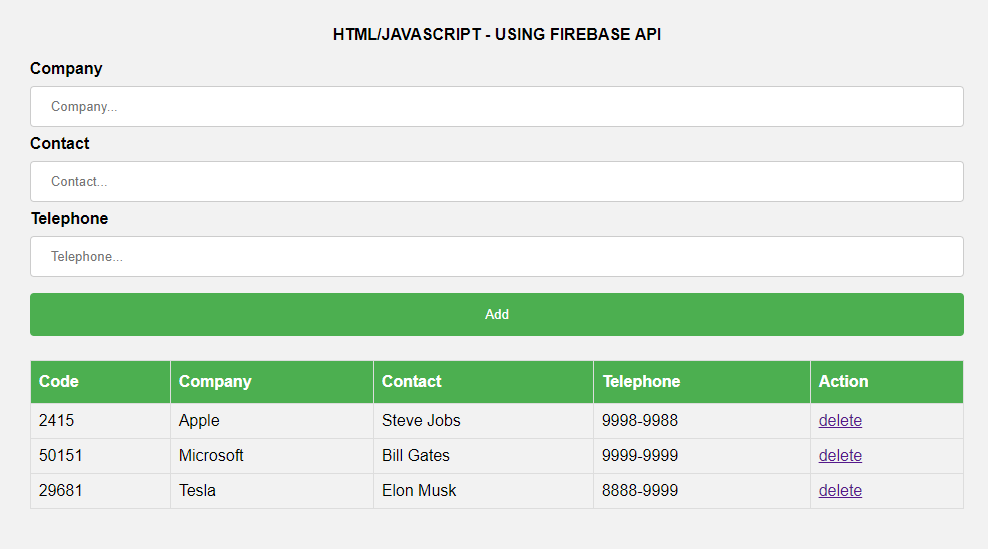 HTML/JAVASCRIPT - USING FIREBASE API
Company
Company...
Contact
Contact...
Telephone
Telephone...
Add
Code Company Contact Telephone Action
2415 Apple Steve Jobs 9998-9988 delete
50151 Microsoft Bill Gates 9999-9999 delete
29681 Tesla Elon Musk 8888-9999 delete